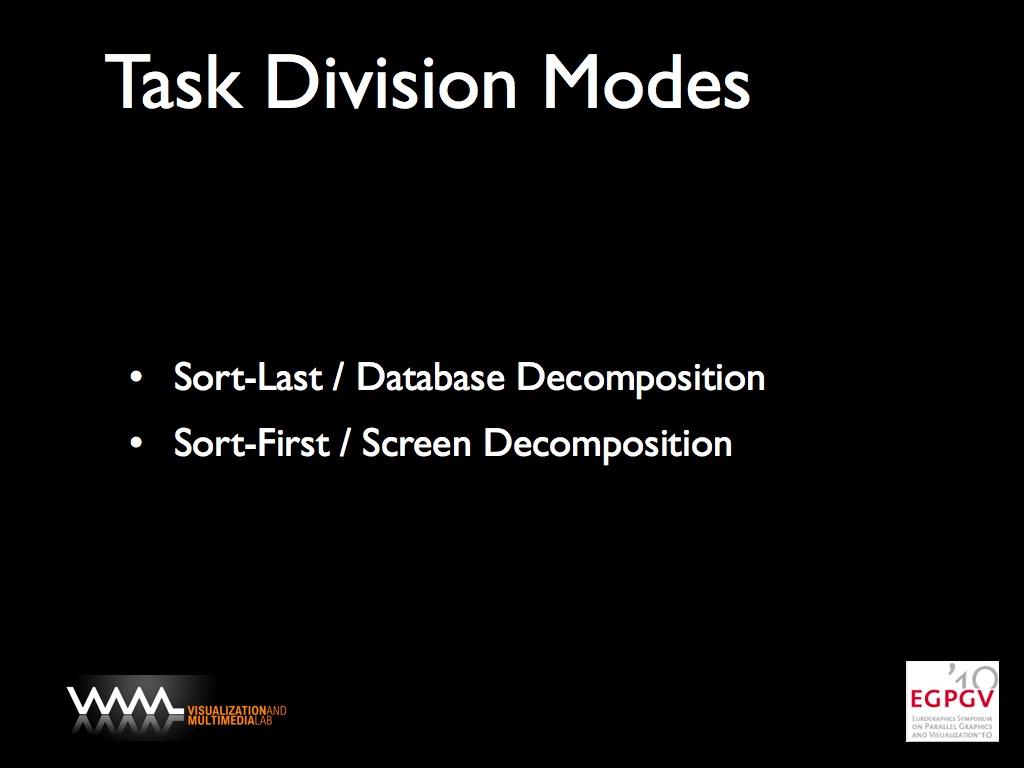 Task Division Modes
• Sort-Last / Database Decomposition
• Sort-First / Screen Decomposition
VISUALIZATIONAND
MULTIMEDIALAB
'10
EGPGV
Eurographics Symposium
on Parallel Graphics
and Visualization'10